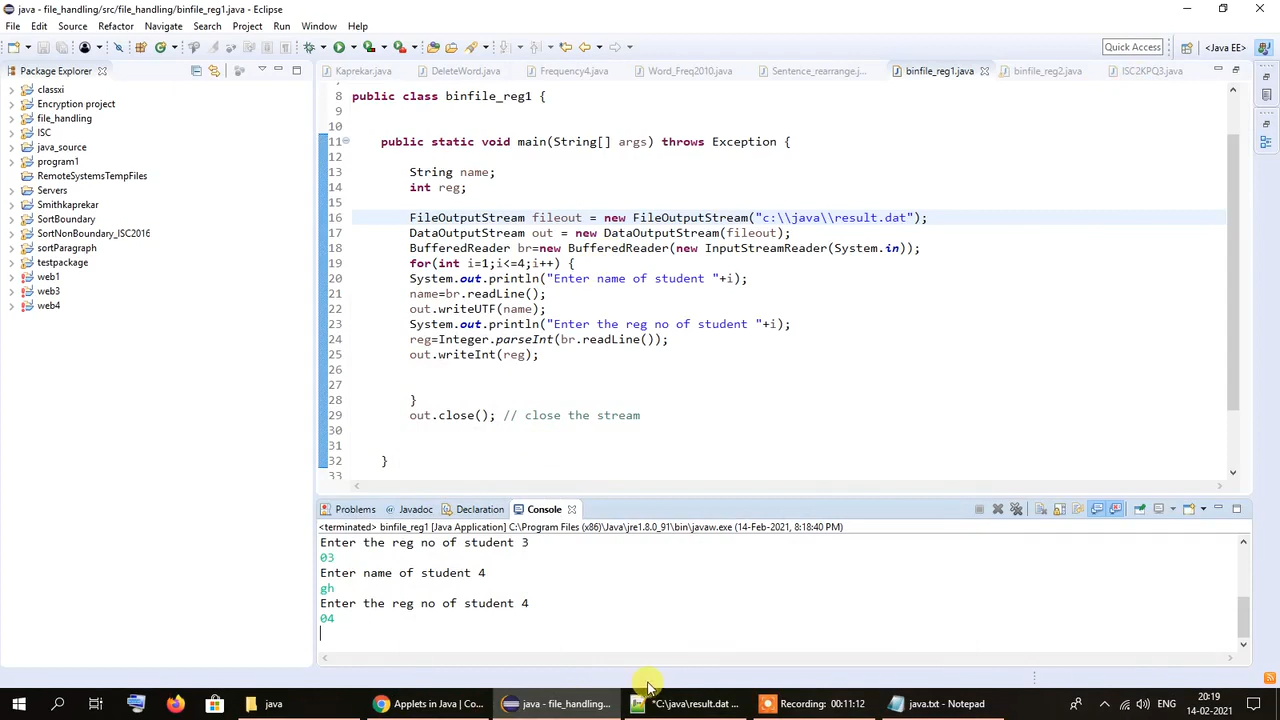 java - file_handling/src/file_handling/binfile_reg1.java - Eclipse
File Edit Source Refactor Navigate Search Project Run Window Help
Quick Access
<Java EE>
Package Explorer
classxi
Encryption project
file_handling
ISC
java_source
program1
RemoteSystemsTempFiles
Servers
Smithkaprekar
SortBoundary
SortNonBoundary_ISC2016
sortParagraph
testpackage
web1
web3
web4
Kaprekar.java DeleteWord.java Frequency4.java Word_Freq2010.java Sentence_rearrange.j... binfile_reg1.java binfile_reg2.java ISC2KPQ3.java
8 public class binfile_reg1 {
9
10
11 public static void main(String[] args) throws Exception {
12
13 String name;
14 int reg;
15
16 FileOutputStream fileout = new FileOutputStream("c:\\java\\result.dat");
17 DataOutputStream out = new DataOutputStream(fileout);
18 BufferedReader br=new BufferedReader(new InputStreamReader(System.in));
19 for(int i=1;i<=4;i++) {
20 System.out.println("Enter name of student "+i);
21 name=br.readLine();
22 out.writeUTF(name);
23 System.out.println("Enter the reg no of student "+i);
24 reg=Integer.parseInt(br.readLine());
25 out.writeInt(reg);
26
27
28 }
29 out.close(); // close the stream
30
31
32 }
33
Problems Javadoc Declaration Console
<terminated> binfile_reg1 [Java Application] C:\Program Files (x86)\Java\jre1.8.0_91\bin\javaw.exe (14-Feb-2021, 8:18:40 PM)
Enter the reg no of student 3
03
Enter name of student 4
gh
Enter the reg no of student 4
04
java
Applets in Java | Co...
java - file_handling...
*C:\java\result.dat ...
Recording: 00:11:12
java.txt - Notepad
ENG
20:19
14-02-2021